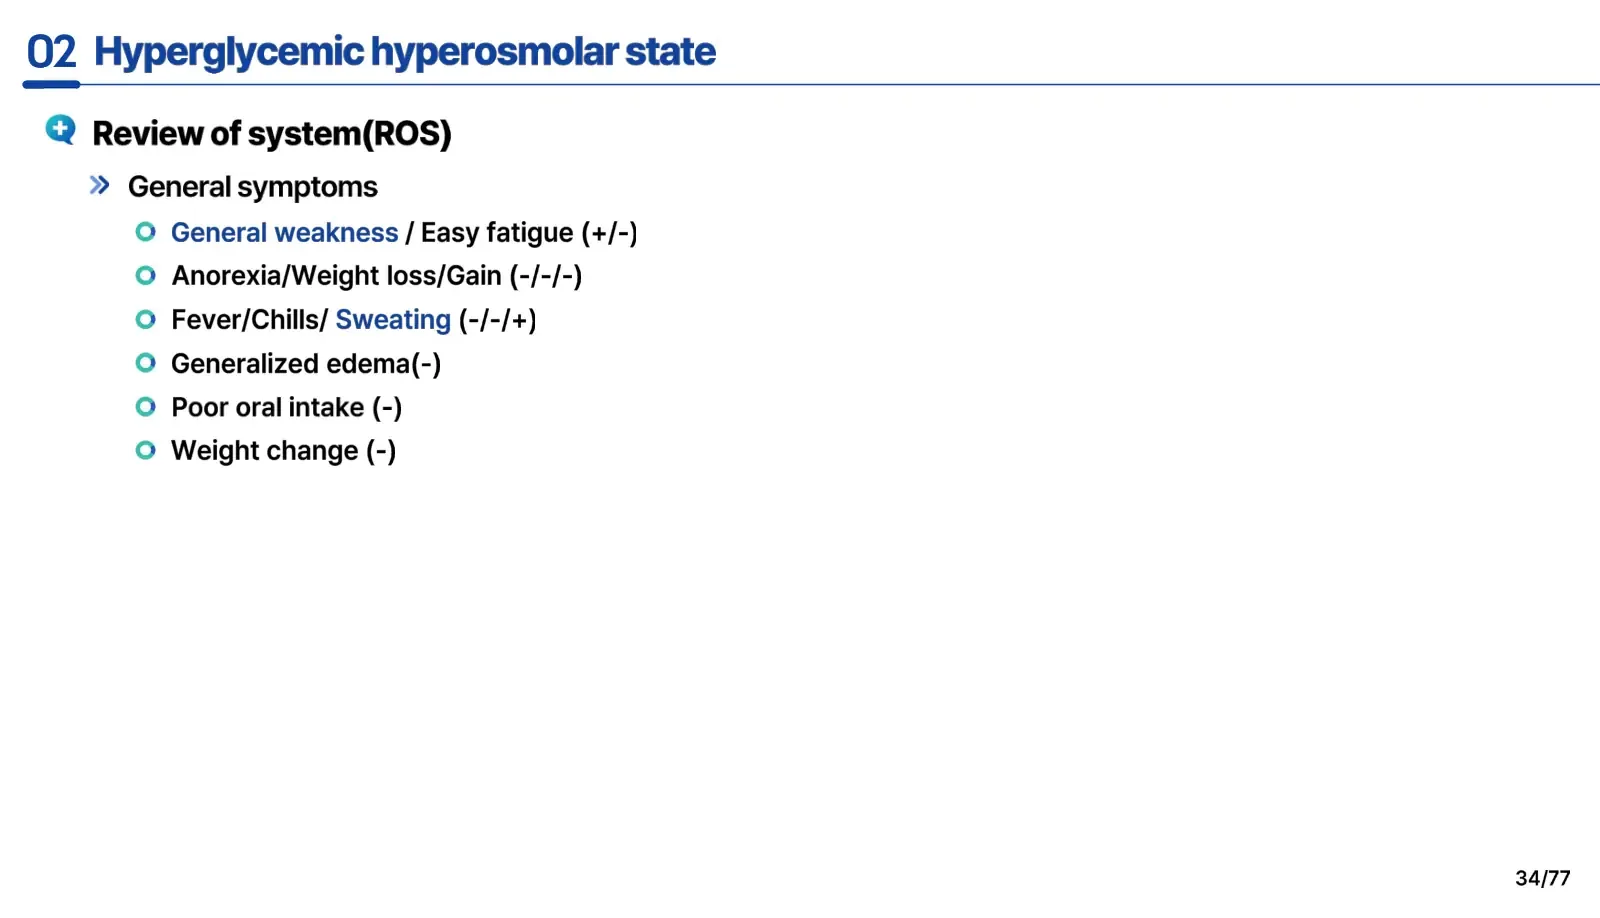 02 Hyperglycemic hyperosmolar state
Review of system(ROS)
General symptoms
General weakness / Easy fatigue (+/-)
Anorexia/Weight loss/Gain (-/-/-)
Fever/Chills/ Sweating (-/-/+)
Generalized edema(-)
Poor oral intake (-)
Weight change (-)
34/77